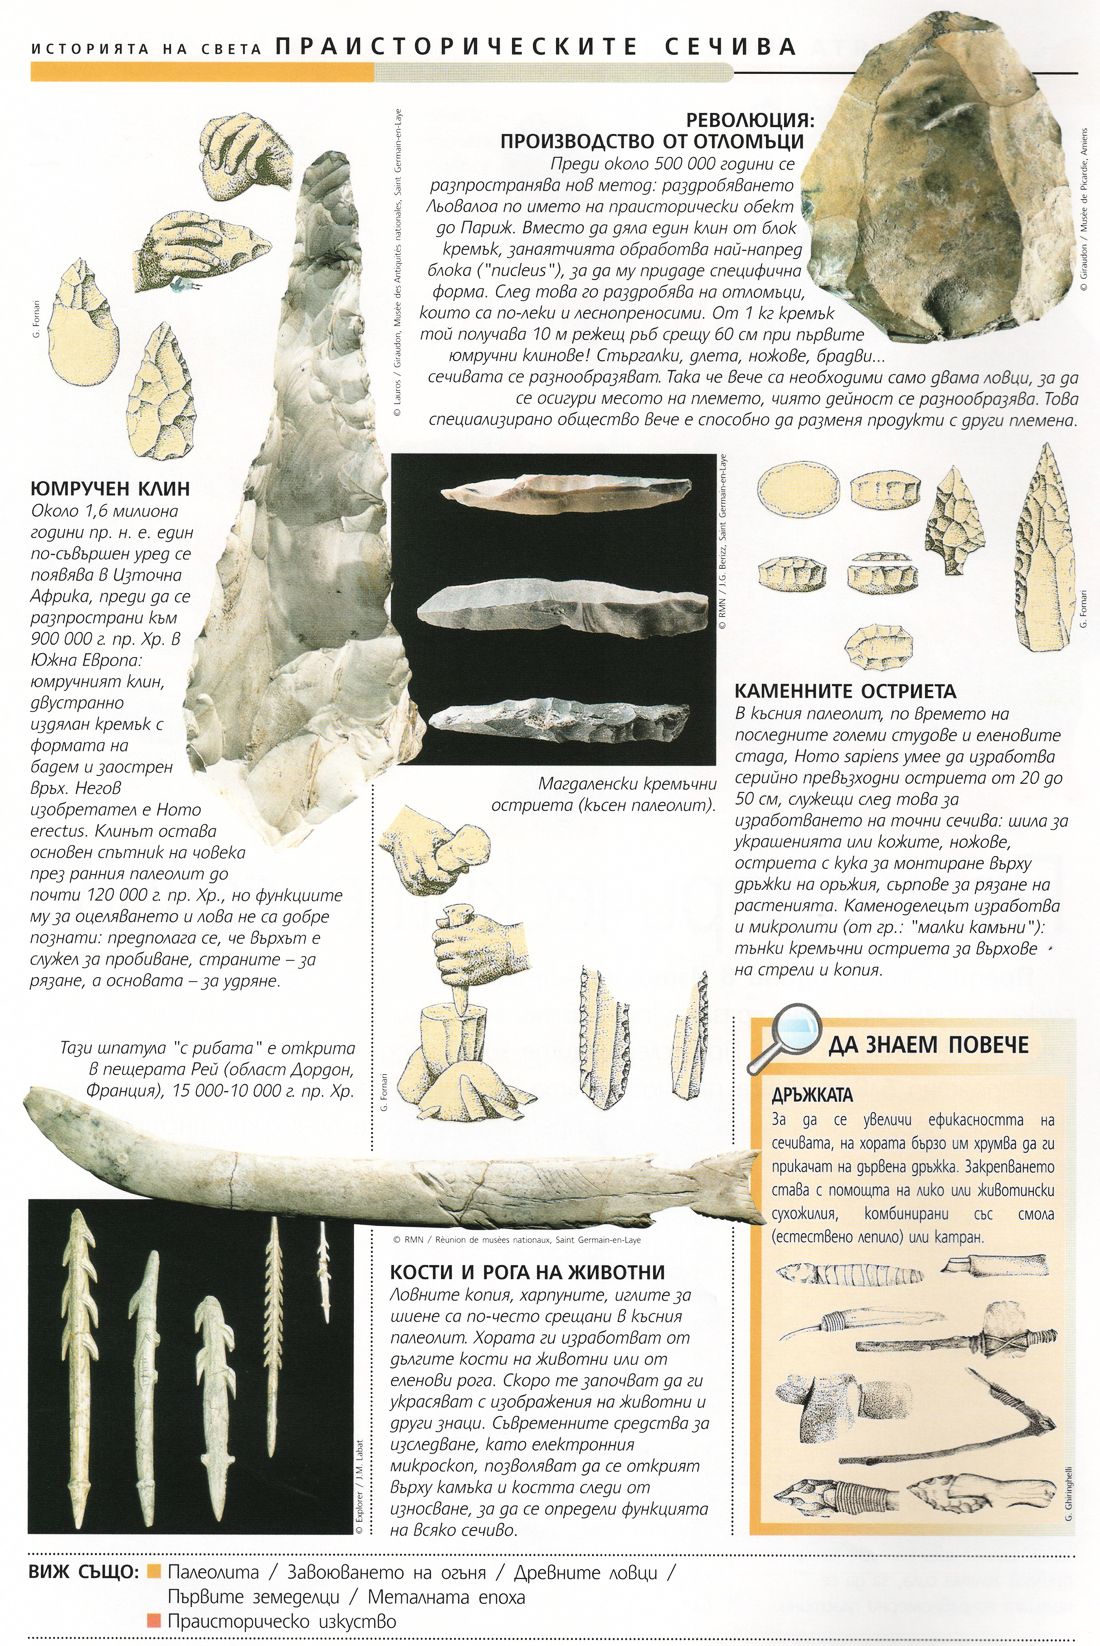 ИСТОРИЯТА НА СВЕТА ПРАИСТОРИЧЕСКИТЕ СЕЧИВА
РЕВОЛЮЦИЯ:
ПРОИЗВОДСТВО ОТ ОТЛОМЪЦИ
Преди около 500 000 години се
разпространява нов метод: раздробяването
Льовалоа по името на праисторически обект
до Париж. Вместо да дяла един клин от блок
кремък, занаятчията обработва най-напред
блока ("nucleus"), за да му придаде специфична
форма. След това го раздробява на отломъци,
които са по-леки и леснопреносими. От 1 кг кремък
той получава 10 м режещ ръб срещу 60 см при първите
юмручни клинове! Стъргалки, длета, ножове, брадви...
сечивата се разнообразяват. Така че вече са необходими само двама ловци, за да
се осигури месото на племето, чиято дейност се разнообразява. Това
специализирано общество вече е способно да разменя продукти с други племена.
© Giraudon / Musée de Picardie, Amiens
© Lauros / Giraudon, Musée des Antiquités nationales, Saint Germain-en-Laye
G. Fornari
ЮМРУЧЕН КЛИН
Около 1,6 милиона
години пр. н. е. един
по-съвършен уред се
появява в Източна
Африка, преди да се
разпространи към
900 000 г. пр. Хр. в
Южна Европа:
юмручният клин,
двустранно
издялан кремък с
формата на
бадем и заострен
връх. Негов
изобретател е Homo
erectus. Клинът остава
основен спътник на човека
през ранния палеолит до
почти 120 000 г. пр. Хр., но функциите
му за оцеляването и лова не са добре
познати: предполага се, че върхът е
служел за пробиване, страните – за
рязане, а основата – за удряне.
© RMN / J.G. Berizz, Saint Germain-en-Laye
Магдаленски кремъчни
остриета (късен палеолит).
G. Fornari
КАМЕННИТЕ ОСТРИЕТА
В късния палеолит, по времето на
последните големи студове и еленовите
стада, Homo sapiens умее да изработва
серийно превъзходни остриета от 20 до
50 см, служещи след това за
изработването на точни сечива: шила за
украшенията или кожите, ножове,
остриета с кука за монтиране върху
дръжки на оръжия, сърпове за рязане на
растенията. Каменоделецът изработва
и микролити (от гр.: "малки камъни"):
тънки кремъчни остриета за върхове
на стрели и копия.
Тази шпатула "с рибата" е открита
в пещерата Рей (област Дордон,
Франция), 15 000-10 000 г. пр. Хр.
G. Fornari
© RMN / Réunion de musées nationaux, Saint Germain-en-Laye
© Explorer / J.M. Labat
КОСТИ И РОГА НА ЖИВОТНИ
Ловните копия, харпуните, иглите за
шиене са по-често срещани в късния
палеолит. Хората ги изработват от
дългите кости на животни или от
еленови рога. Скоро те започват да ги
украсяват с изображения на животни и
други знаци. Съвременните средства за
изследване, като електронния
микроскоп, позволяват да се открият
върху камъка и костта следи от
износване, за да се определи функцията
на всяко сечиво.
ДА ЗНАЕМ ПОВЕЧЕ
ДРЪЖКАТА
За да се увеличи ефикасността на
сечивата, на хората бързо им хрумва да ги
прикачат на дървена дръжка. Закрепването
става с помощта на лико или животински
сухожилия, комбинирани със смола
(естествено лепило) или катран.
G. Ghiringhelli
ВИЖ СЪЩО: Палеолита / Завоюването на огъня / Древните ловци /
Първите земеделци / Металната епоха
Праисторическо изкуство